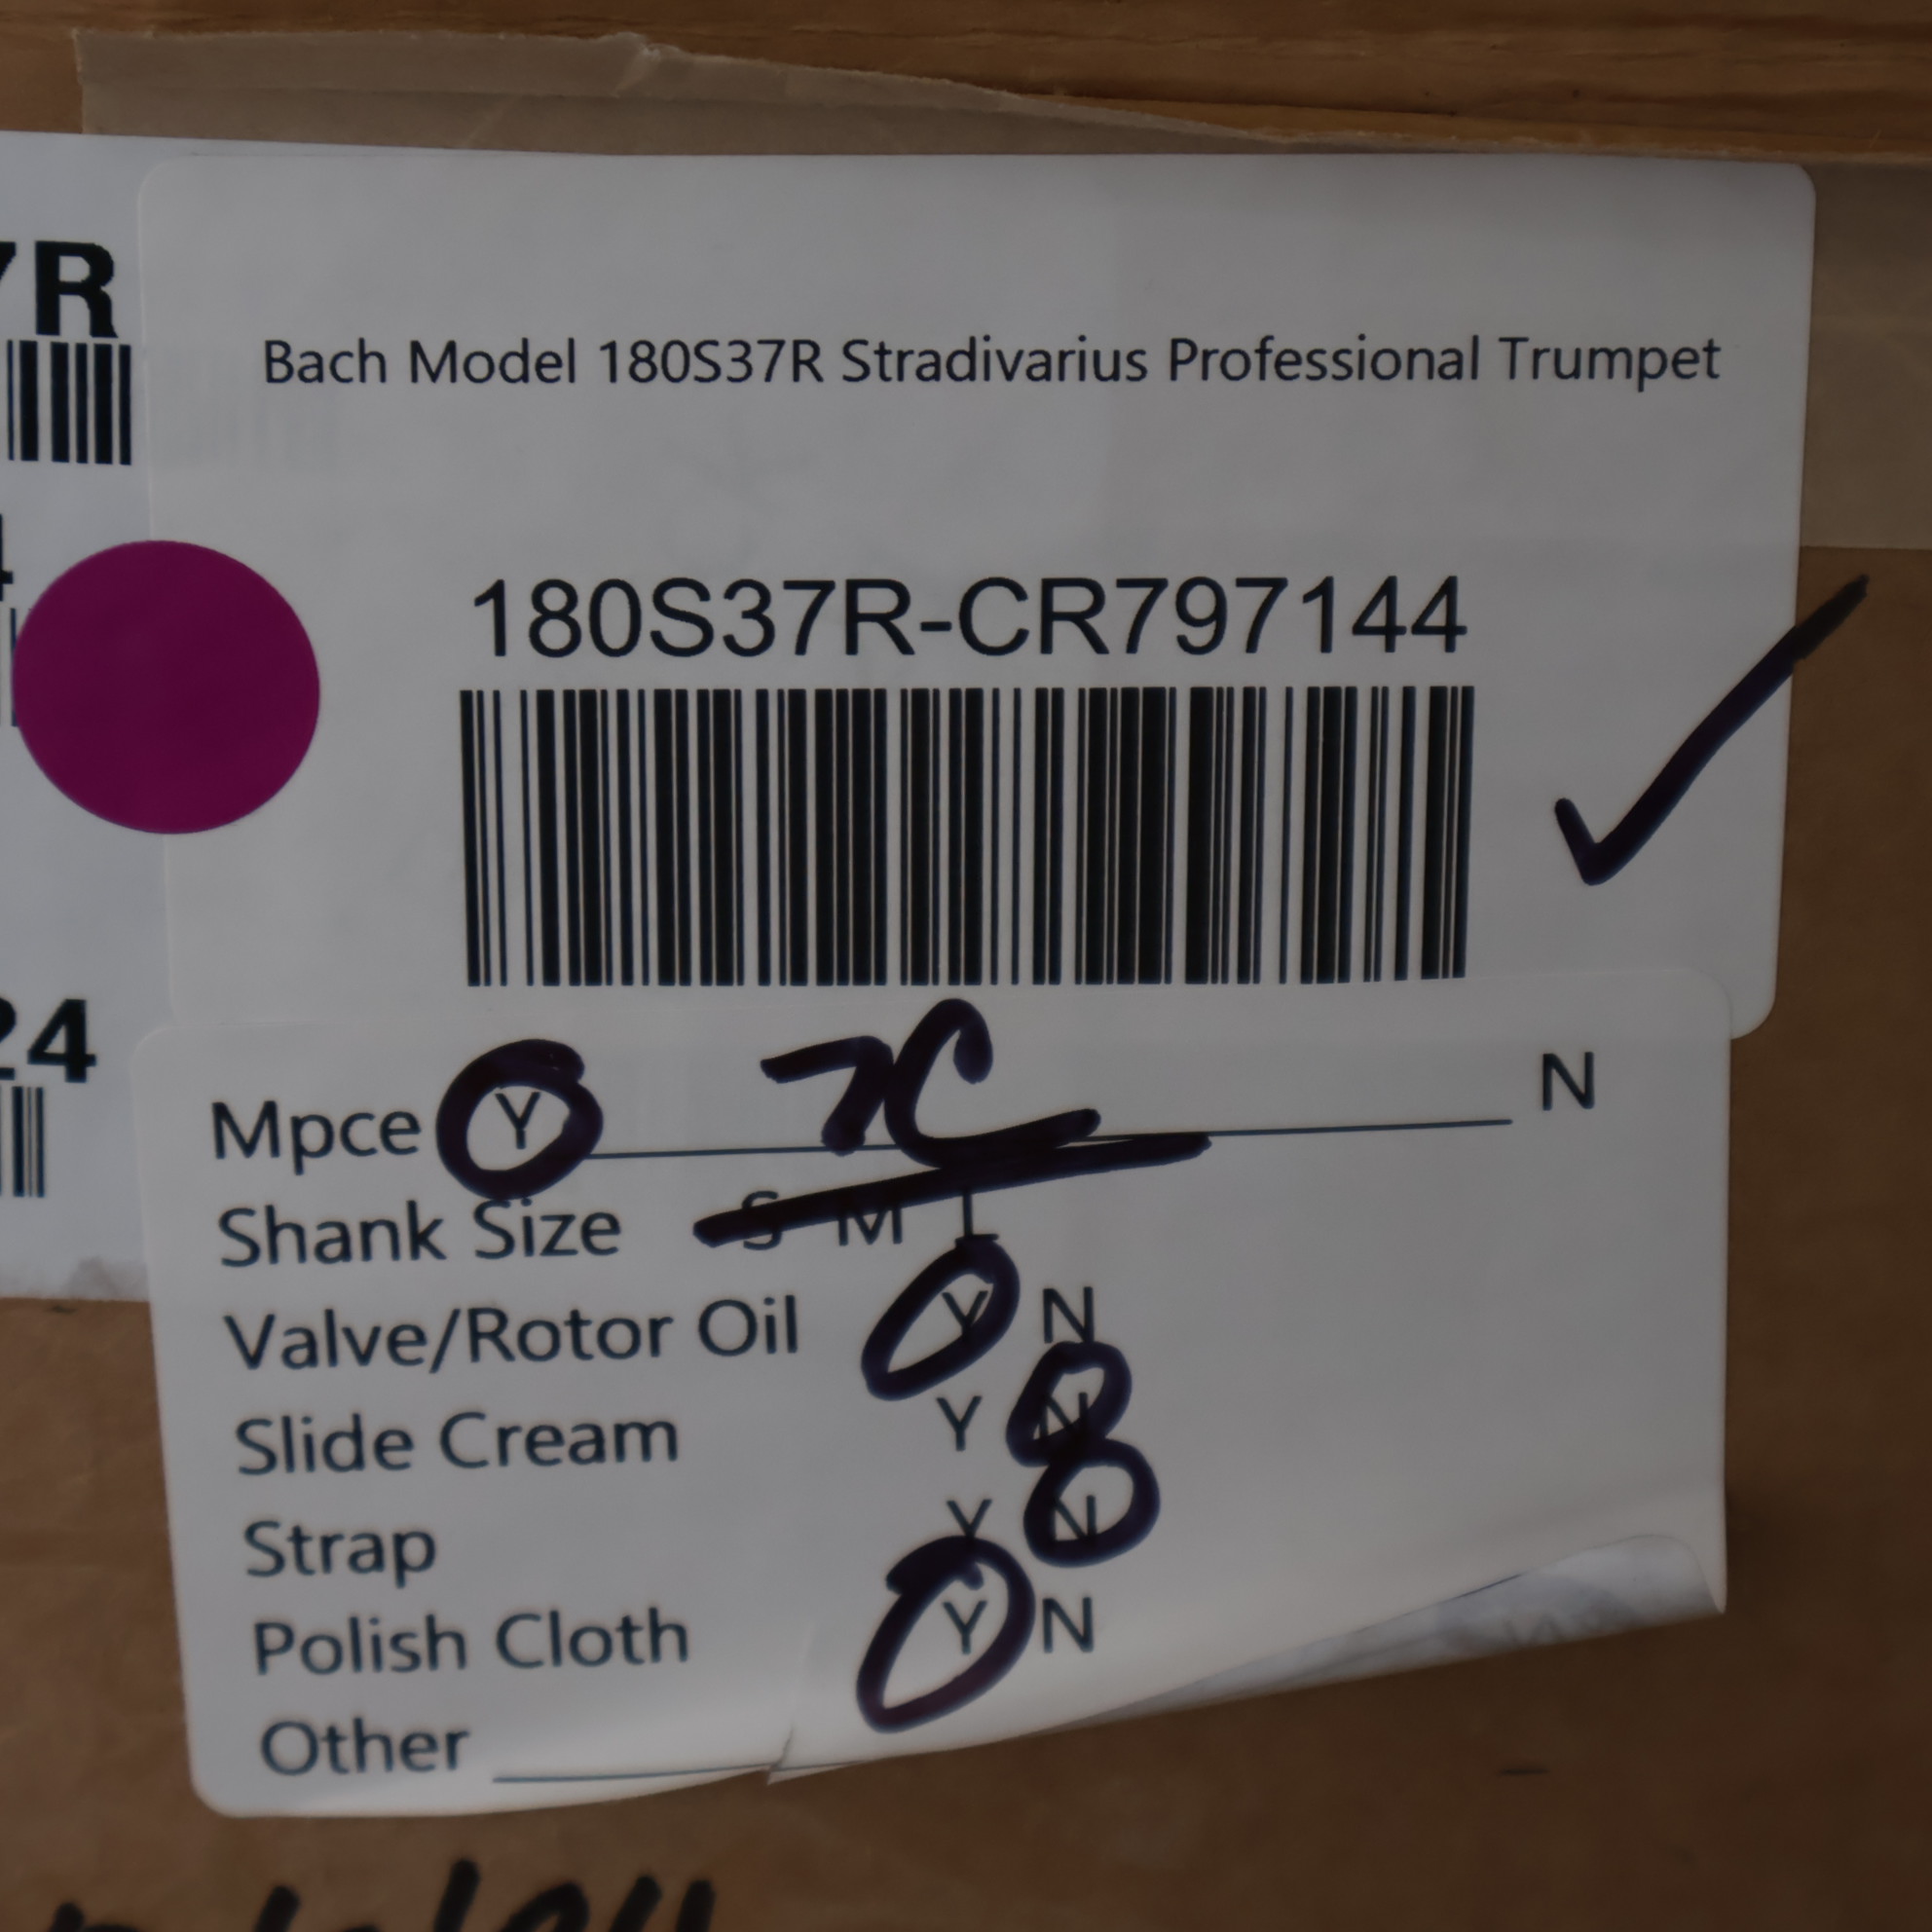 7R
Bach Model 180S37R Stradivarius Professional Trumpet
4
180S37R-CR797144
24
Mpce Y 7C N
Shank Size S M L
Valve/Rotor Oil Y N
Slide Cream Y N
Strap Y N
Polish Cloth Y N
Other